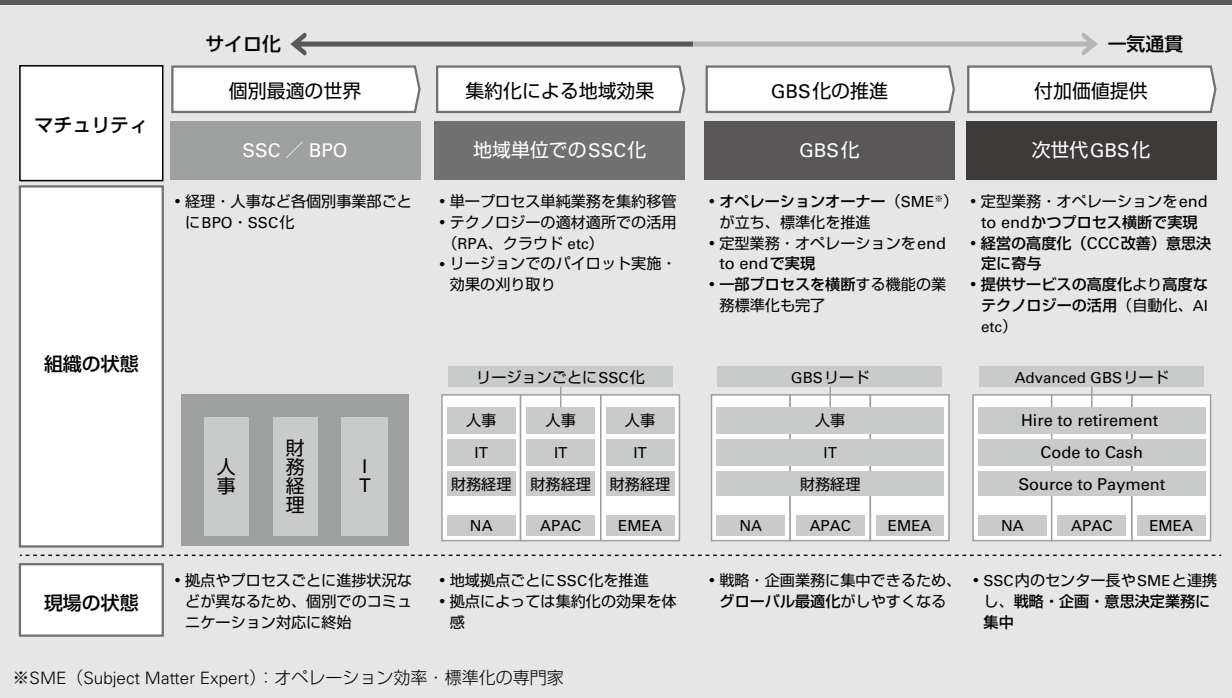 サイロ化
一気通貫
マチュリティ
個別最適の世界
集約化による地域効果
GBS化の推進
付加価値提供
SSC ／ BPO
地域単位でのSSC化
GBS化
次世代GBS化
組織の状態
• 経理・人事など各個別事業部ごと
にBPO・SSC化
• 単一プロセス単純業務を集約移管
• テクノロジーの適材適所での活用
（RPA、クラウド etc）
• リージョンでのパイロット実施・
効果の刈り取り
• オペレーションオーナー（SME※）
が立ち、標準化を推進
• 定型業務・オペレーションをend
to endで実現
• 一部プロセスを横断する機能の業
務標準化も完了
• 定型業務・オペレーションをend
to endかつプロセス横断で実現
• 経営の高度化（CCC改善）意思決
定に寄与
• 提供サービスの高度化より高度な
テクノロジーの活用（自動化、AI
etc）
人事
財務経理
IT
リージョンごとにSSC化
人事
人事
人事
IT
IT
IT
財務経理
財務経理
財務経理
NA
APAC
EMEA
GBSリード
人事
IT
財務経理
NA
APAC
EMEA
Advanced GBSリード
Hire to retirement
Code to Cash
Source to Payment
NA
APAC
EMEA
現場の状態
• 拠点やプロセスごとに進捗状況な
どが異なるため、個別でのコミュ
ニケーション対応に終始
• 地域拠点ごとにSSC化を推進
• 拠点によっては集約化の効果を体
感
• 戦略・企画業務に集中できるため、
グローバル最適化がしやすくなる
• SSC内のセンター長やSMEと連携
し、戦略・企画・意思決定業務に
集中
※SME（Subject Matter Expert）：オペレーション効率・標準化の専門家